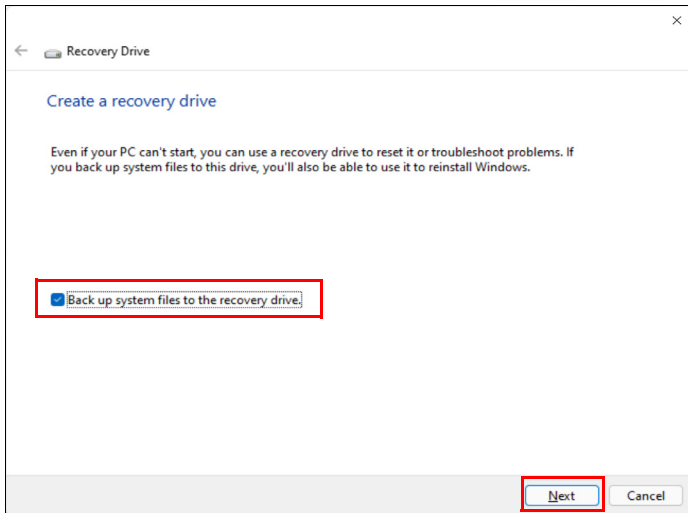 Recovery Drive
Create a recovery drive
Even if your PC can't start, you can use a recovery drive to reset it or troubleshoot problems. If
you back up system files to this drive, you'll also be able to use it to reinstall Windows.
Back up system files to the recovery drive.
Next
Cancel